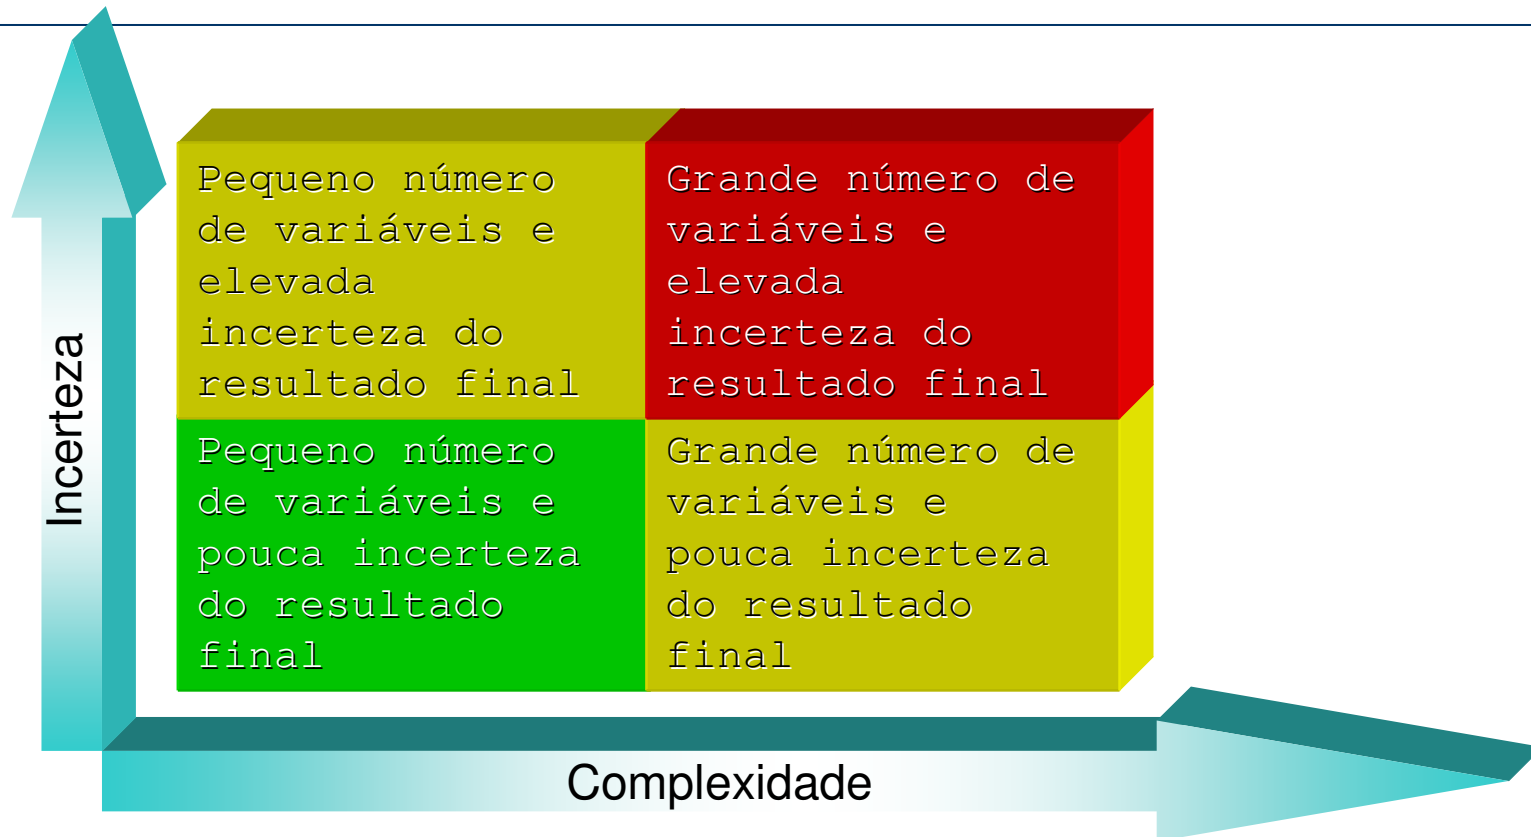 Incerteza
Pequeno número
de variáveis e
elevada
incerteza do
resultado final
Grande número de
variáveis e
elevada
incerteza do
resultado final
Pequeno número
de variáveis e
pouca incerteza
do resultado
final
Grande número de
variáveis e
pouca incerteza
do resultado
final
Complexidade